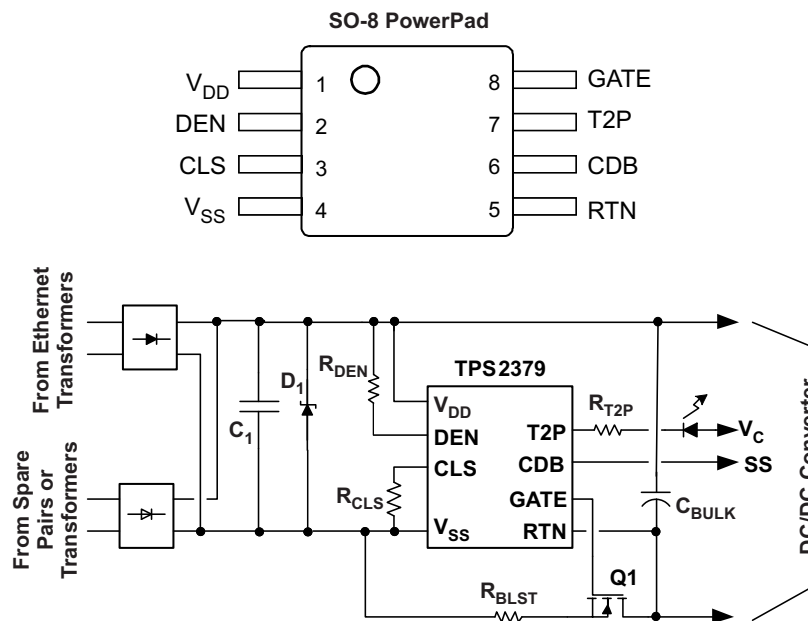 SO-8 PowerPad
VDD 1 8 GATE
DEN 2 7 T2P
CLS 3 6 CDB
VSS 4 5 RTN
From Ethernet
Transformers
From Spare
Pairs or
Transformers
C1
D1
RDEN
RCLS
TPS2379
VDD
DEN
CLS
VSS
T2P
CDB
GATE
RTN
RT2P
VC
SS
CBULK
RBLST
Q1
DC/DC Converter